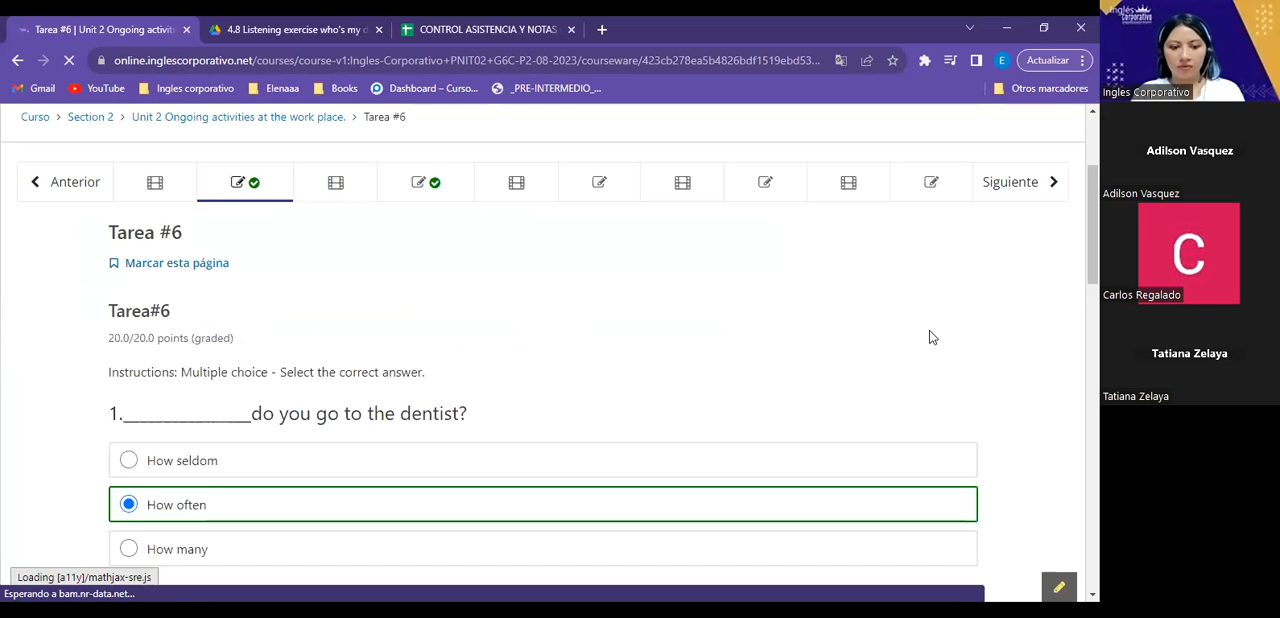 Tarea #6 | Unit 2 Ongoing activiti
4.8 Listening exercise who's my d
CONTROL ASISTENCIA Y NOTAS
online.inglescorporativo.net/courses/course-v1:Ingles-Corporativo+PNIT02+G6C-P2-08-2023/courseware/423cb278ea5b4826bbdf1519ebd53...
E
Actualizar
Gmail
YouTube
Ingles corporativo
Elenaaa
Books
Dashboard – Curso...
_PRE-INTERMEDIO_...
Otros marcadores
Curso > Section 2 > Unit 2 Ongoing activities at the work place. > Tarea #6
Anterior
Siguiente
Tarea #6
Marcar esta página
Tarea#6
20.0/20.0 points (graded)
Instructions: Multiple choice - Select the correct answer.
1.________________do you go to the dentist?
How seldom
How often
How many
Loading [a11y]/mathjax-sre.js
Esperando a bam.nr-data.net...
Inglés
Corporativo
Ingles Corporativo
Adilson Vasquez
Adilson Vasquez
C
Carlos Regalado
Tatiana Zelaya
Tatiana Zelaya